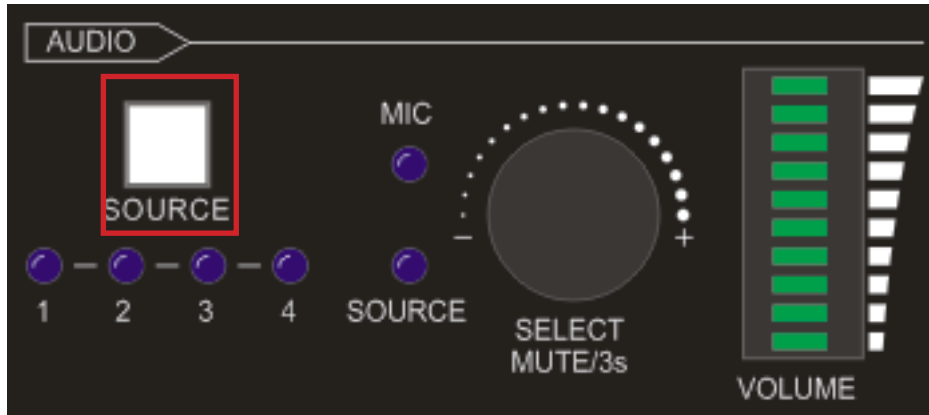 AUDIO
SOURCE
MIC
1 2 3 4
SOURCE
- +
SELECT
MUTE/3s
VOLUME